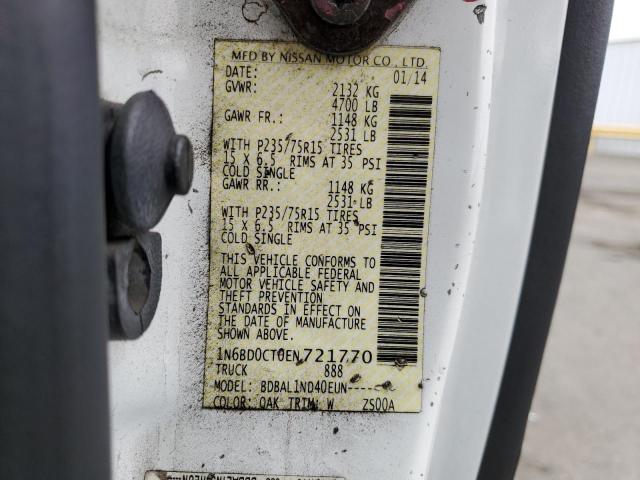 MFD BY NISSAN MOTOR CO., LTD.
DATE: 01/14
GVWR: 2132 KG
4700 LB
GAWR FR.: 1148 KG
2531 LB
WITH P235/75R15 TIRES
15 X 6.5 RIMS AT 35 PSI
COLD SINGLE
GAWR RR.: 1148 KG
2531 LB
WITH P235/75R15 TIRES
15 X 6.5 RIMS AT 35 PSI
COLD SINGLE
THIS VEHICLE CONFORMS TO
ALL APPLICABLE FEDERAL
MOTOR VEHICLE SAFETY AND
THEFT PREVENTION
STANDARDS IN EFFECT ON
THE DATE OF MANUFACTURE
SHOWN ABOVE.
1N6BD0CT0EN721770
TRUCK 888
MODEL: BDBAL1ND40EUN-----
COLOR: QAK TRIM: W ZS00A